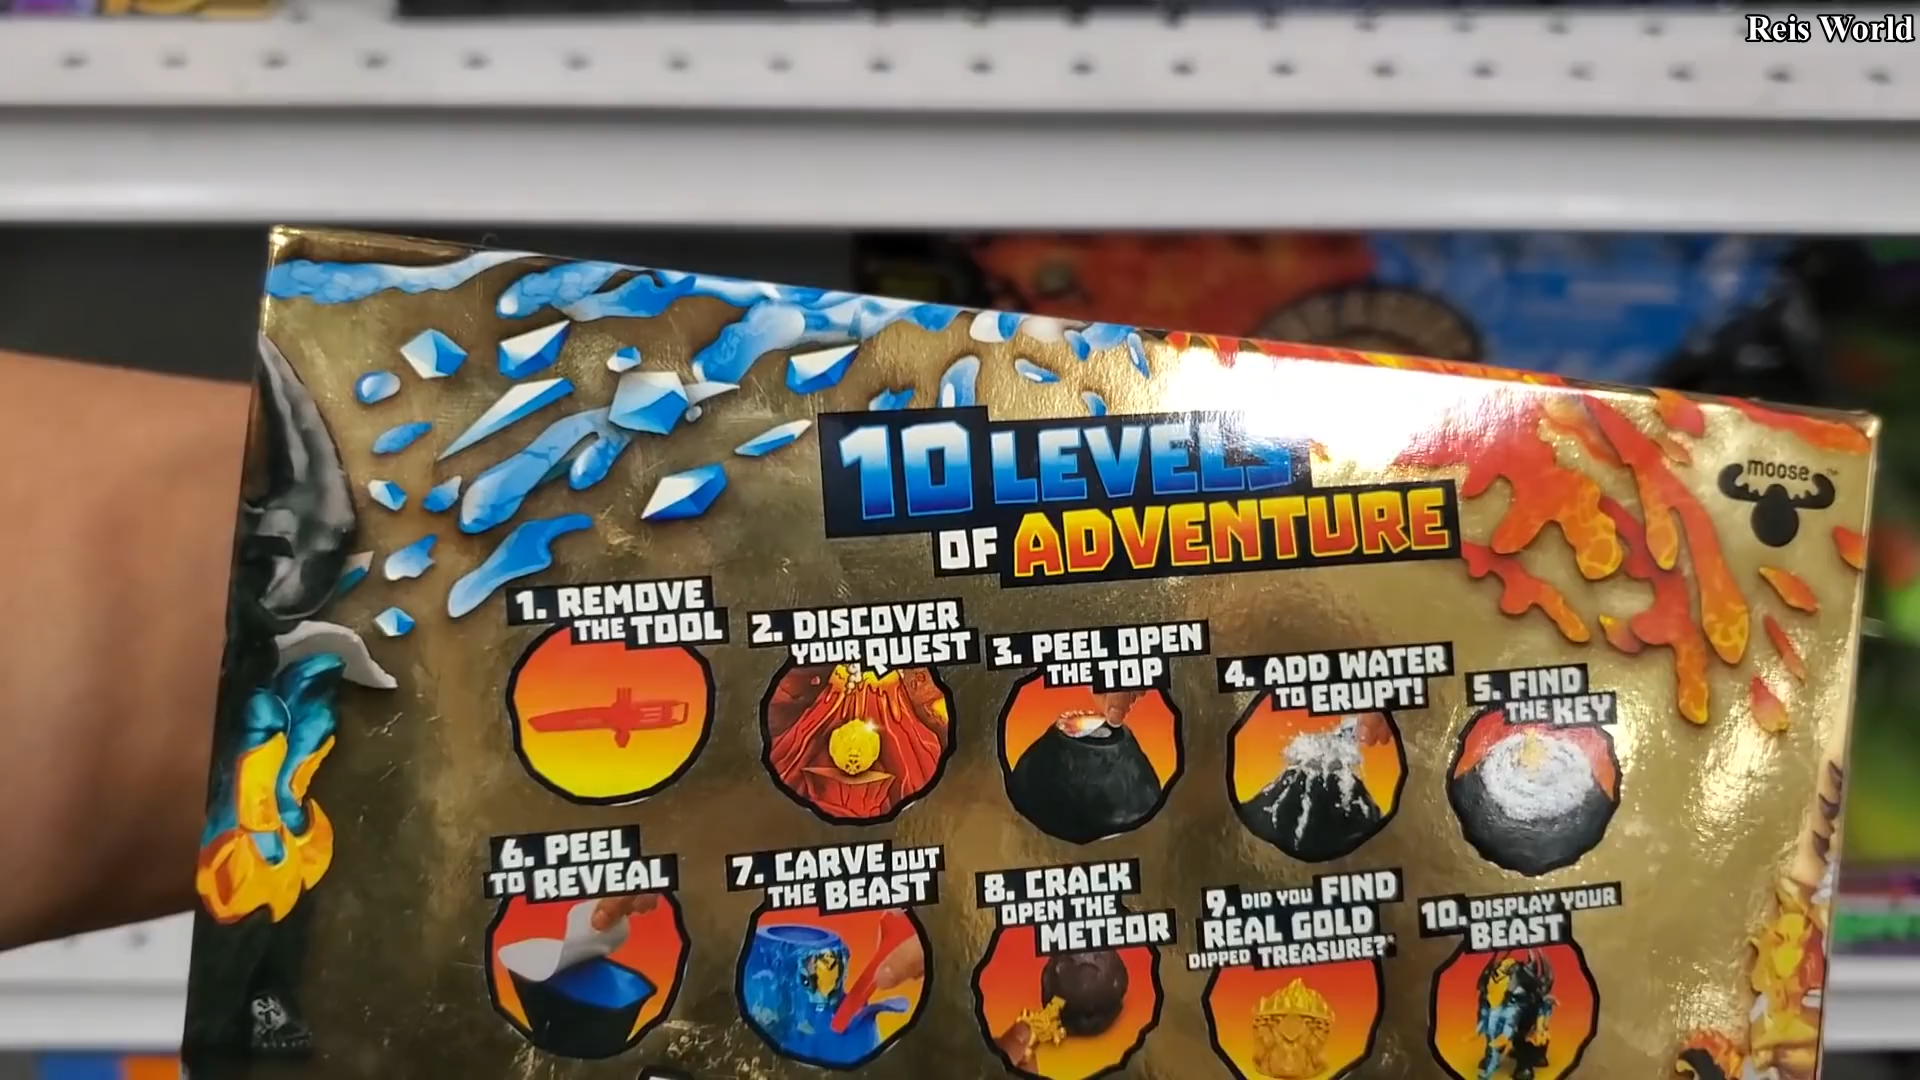 Reis World
10 LEVELS
OF ADVENTURE
moose
TM
1. REMOVE
THE TOOL
2. DISCOVER
YOUR QUEST
3. PEEL OPEN
THE TOP
4. ADD WATER
TO ERUPT!
5. FIND
THE KEY
6. PEEL
TO REVEAL
7. CARVE OUT
THE BEAST
8. CRACK
OPEN THE
METEOR
9. DID YOU FIND
REAL GOLD
DIPPED TREASURE?*
10. DISPLAY YOUR
BEAST